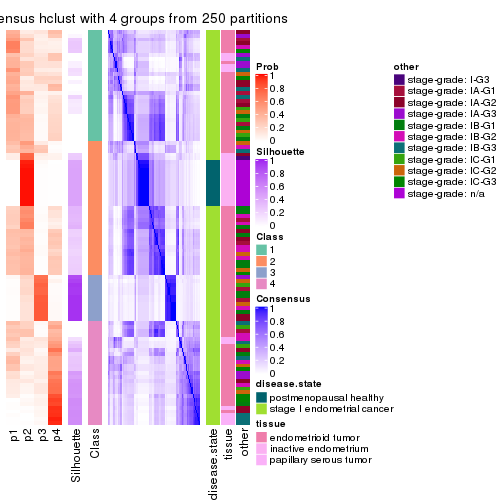 ensus hclust with 4 groups from 250 partitions
Prob
1
0.8
0.6
0.4
0.2
0
Silhouette
1
0.8
0.6
0.4
0.2
0
Class
1
2
3
4
Consensus
1
0.8
0.6
0.4
0.2
0
disease.state
postmenopausal healthy
stage I endometrial cancer
tissue
endometrioid tumor
inactive endometrium
papillary serous tumor
other
stage-grade: I-G3
stage-grade: IA-G1
stage-grade: IA-G2
stage-grade: IA-G3
stage-grade: IB-G1
stage-grade: IB-G2
stage-grade: IB-G3
stage-grade: IC-G1
stage-grade: IC-G2
stage-grade: IC-G3
stage-grade: n/a
p1
p2
p3
p4
Silhouette
Class
disease.state
tissue
other